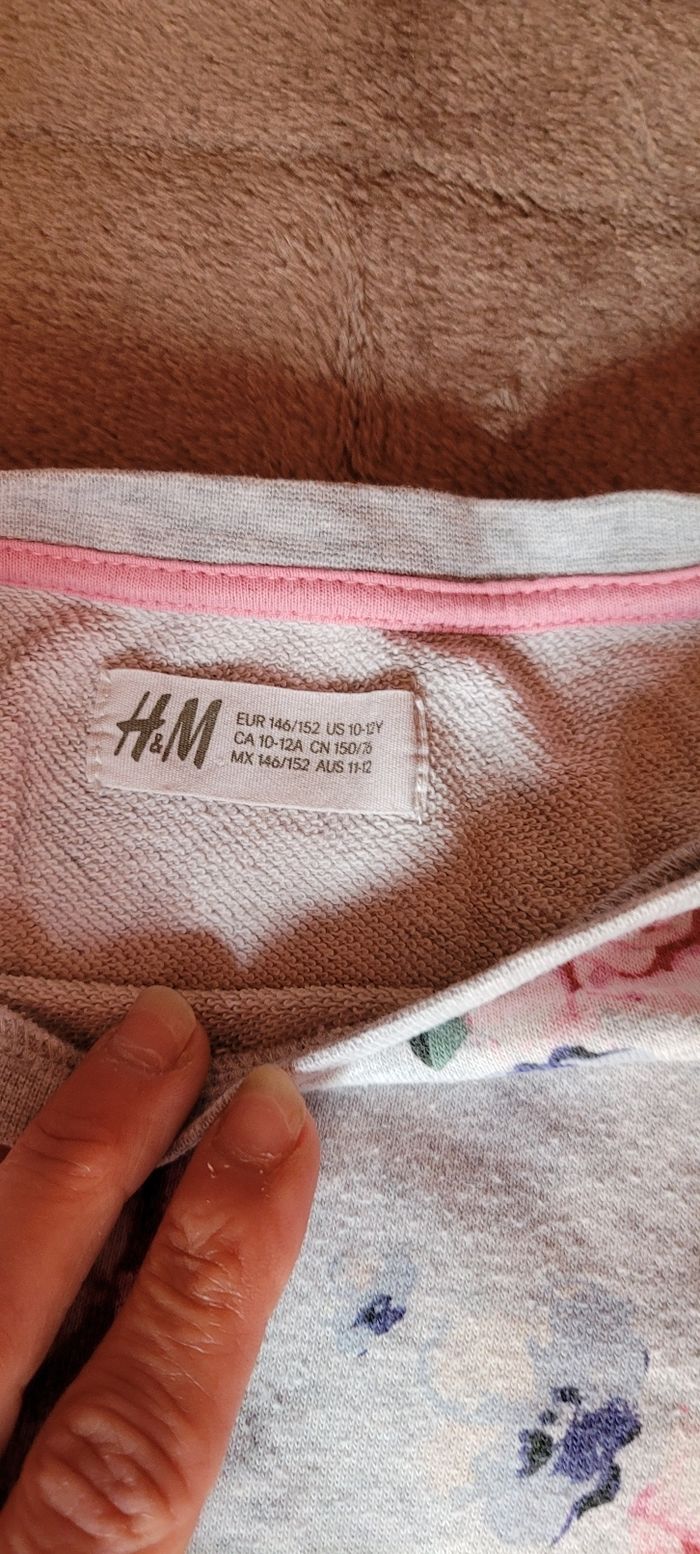 H&M
EUR 146/152 US 10-12Y
CA 10-12A CN 150/76
MX 146/152 AUS 11-12